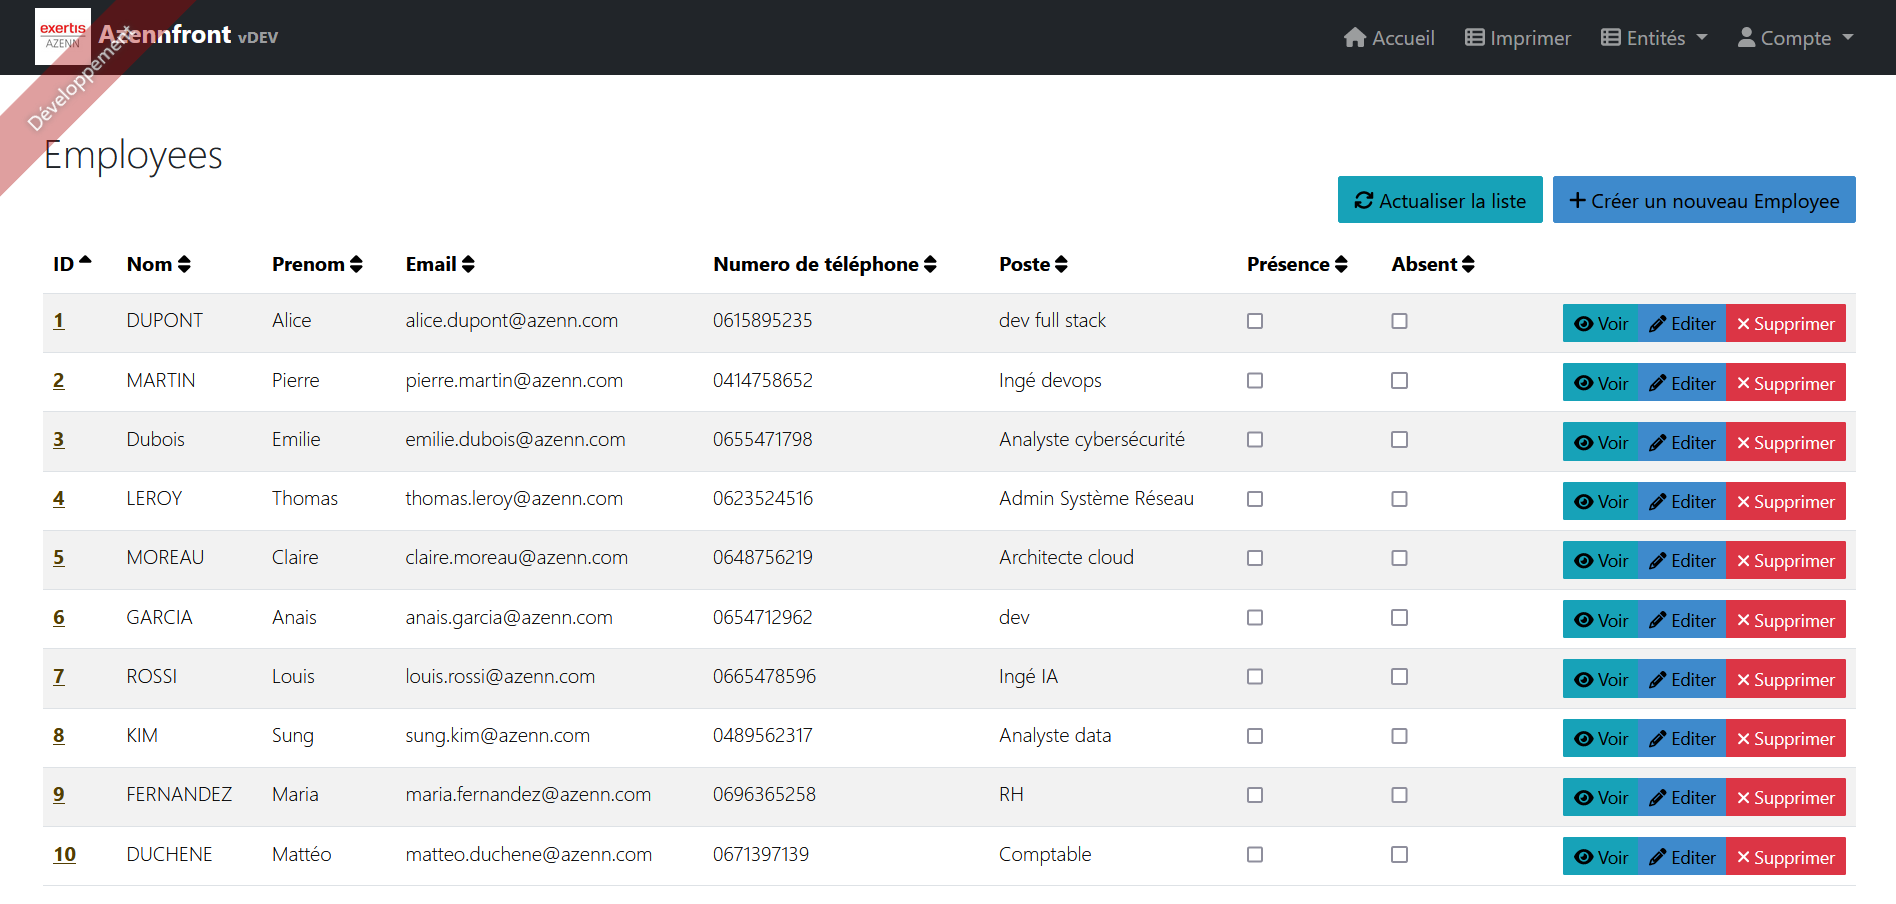 exertis
AZENN
Azennfront vDEV
Accueil
Imprimer
Entités
Compte
Développement
Employees
Actualiser la liste
Créer un nouveau Employee
ID Nom Prenom Email Numero de téléphone Poste Présence Absent
1 DUPONT Alice alice.dupont@azenn.com 0615895235 dev full stack Voir Editer Supprimer
2 MARTIN Pierre pierre.martin@azenn.com 0414758652 Ingé devops Voir Editer Supprimer
3 Dubois Emilie emilie.dubois@azenn.com 0655471798 Analyste cybersécurité Voir Editer Supprimer
4 LEROY Thomas thomas.leroy@azenn.com 0623524516 Admin Système Réseau Voir Editer Supprimer
5 MOREAU Claire claire.moreau@azenn.com 0648756219 Architecte cloud Voir Editer Supprimer
6 GARCIA Anais anais.garcia@azenn.com 0654712962 dev Voir Editer Supprimer
7 ROSSI Louis louis.rossi@azenn.com 0665478596 Ingé IA Voir Editer Supprimer
8 KIM Sung sung.kim@azenn.com 0489562317 Analyste data Voir Editer Supprimer
9 FERNANDEZ Maria maria.fernandez@azenn.com 0696365258 RH Voir Editer Supprimer
10 DUCHENE Mattéo matteo.duchene@azenn.com 0671397139 Comptable Voir Editer Supprimer